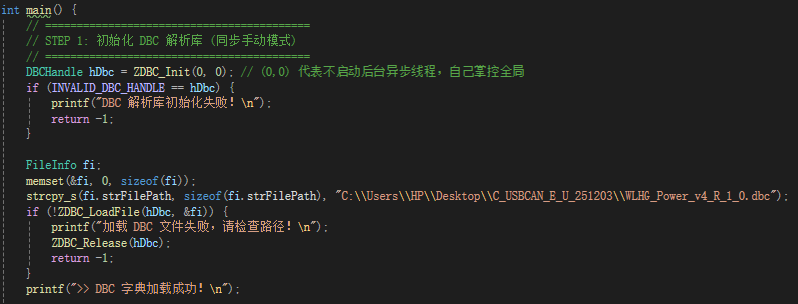 int main() {
// ==========================================
// STEP 1: 初始化 DBC 解析库 (同步手动模式)
// ==========================================
DBCHandle hDbc = ZDBC_Init(0, 0); // (0,0) 代表不启动后台异步线程，自己掌控全局
if (INVALID_DBC_HANDLE == hDbc) {
printf("DBC 解析库初始化失败！\n");
return -1;
}
FileInfo fi;
memset(&fi, 0, sizeof(fi));
strcpy_s(fi.strFilePath, sizeof(fi.strFilePath), "C:\\Users\\HP\\Desktop\\C_USBCAN_E_U_251203\\WLHG_Power_v4_R_1_0.dbc");
if (!ZDBC_LoadFile(hDbc, &fi)) {
printf("加载 DBC 文件失败，请检查路径！\n");
ZDBC_Release(hDbc);
return -1;
}
printf(">> DBC 字典加载成功！\n");